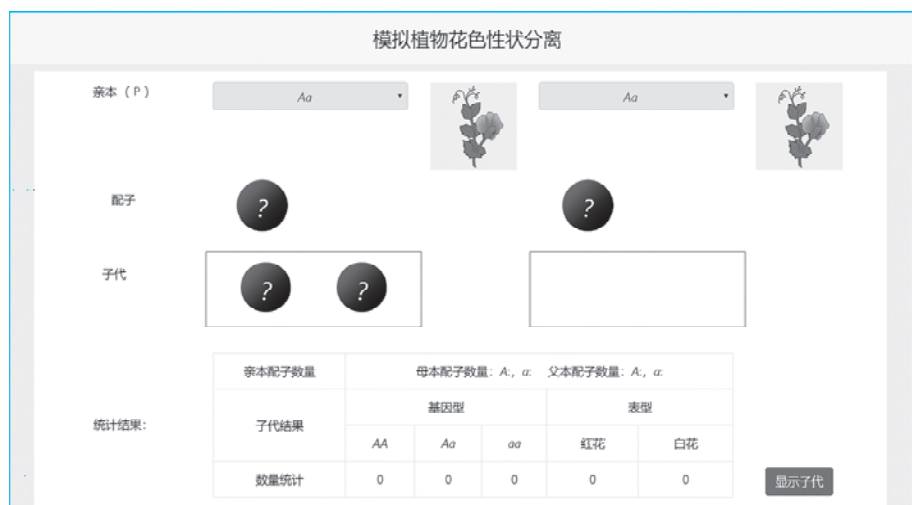 模拟植物花色性状分离
亲本（P） Aa Aa
配子 ? ?
子代 ? ?
亲本配子数量 母本配子数量：A:，a: 父本配子数量：A:，a:
统计结果： 子代结果 基因型 表型
AA Aa aa 红花 白花
数量统计 0 0 0 0 0 显示子代